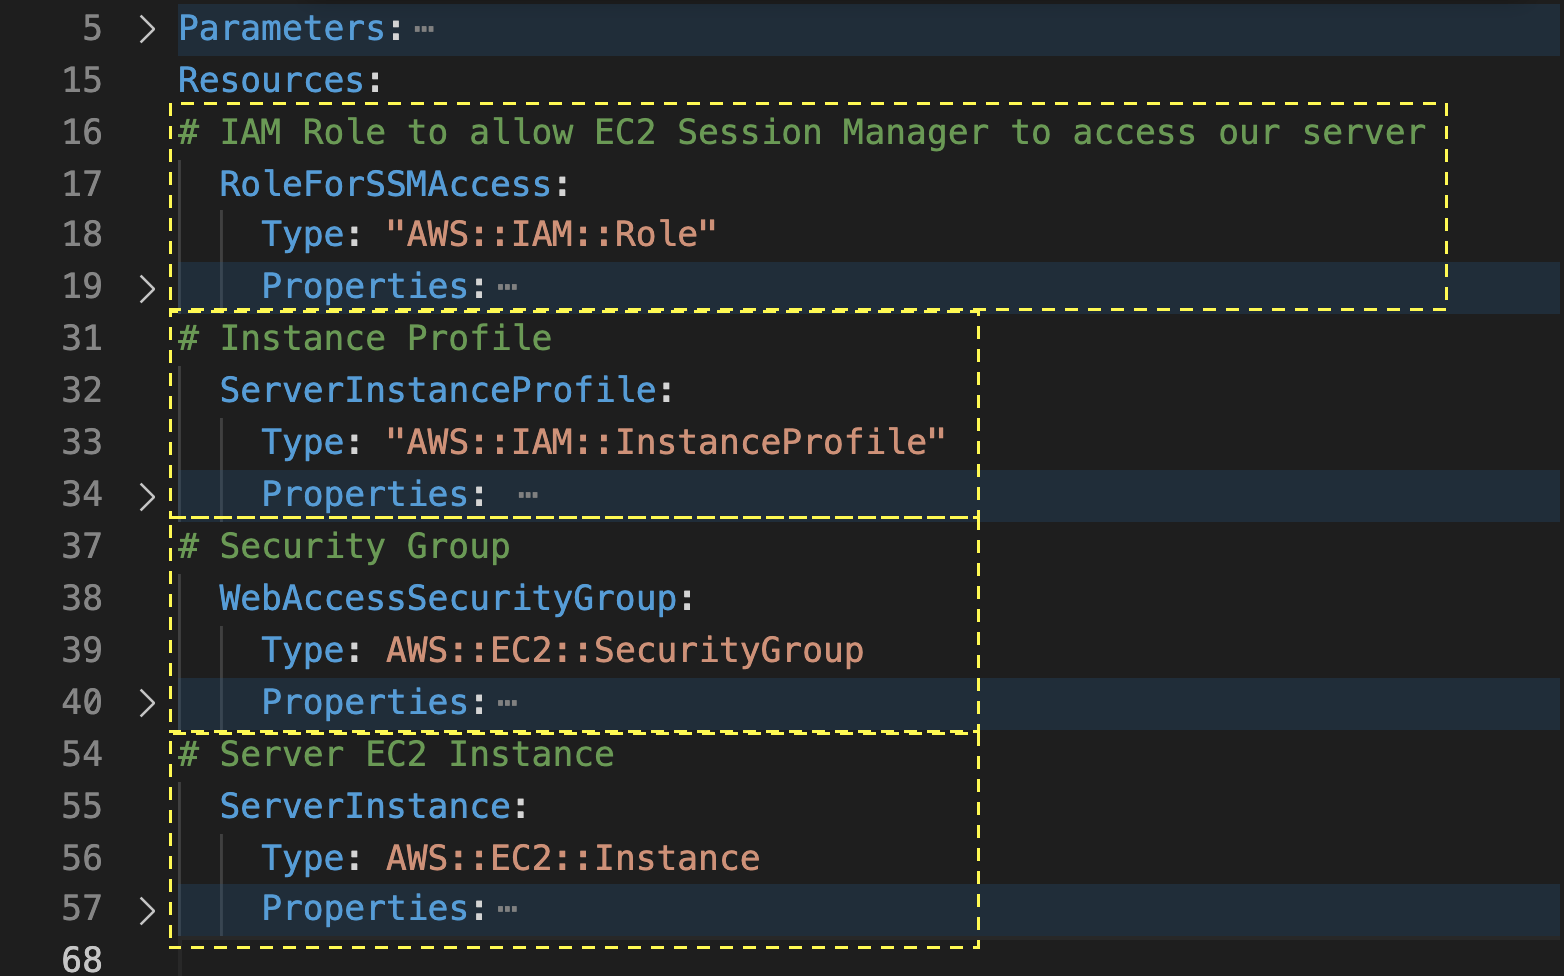 5 > Parameters: ⋯
15 Resources:
16 # IAM Role to allow EC2 Session Manager to access our server
17 RoleForSSMAccess:
18 Type: "AWS::IAM::Role"
19 > Properties: ⋯
31 # Instance Profile
32 ServerInstanceProfile:
33 Type: "AWS::IAM::InstanceProfile"
34 > Properties: ⋯
37 # Security Group
38 WebAccessSecurityGroup:
39 Type: AWS::EC2::SecurityGroup
40 > Properties: ⋯
54 # Server EC2 Instance
55 ServerInstance:
56 Type: AWS::EC2::Instance
57 > Properties: ⋯
68